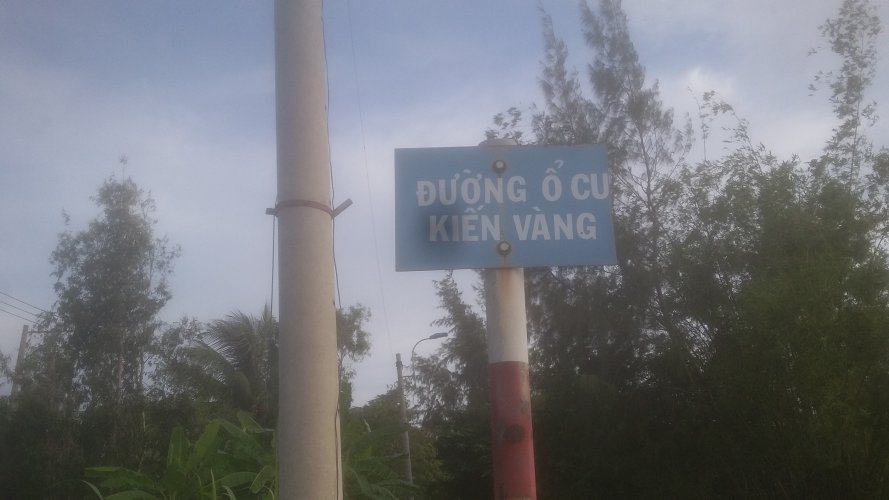 ĐƯỜNG Ổ CU
KIẾN VÀNG